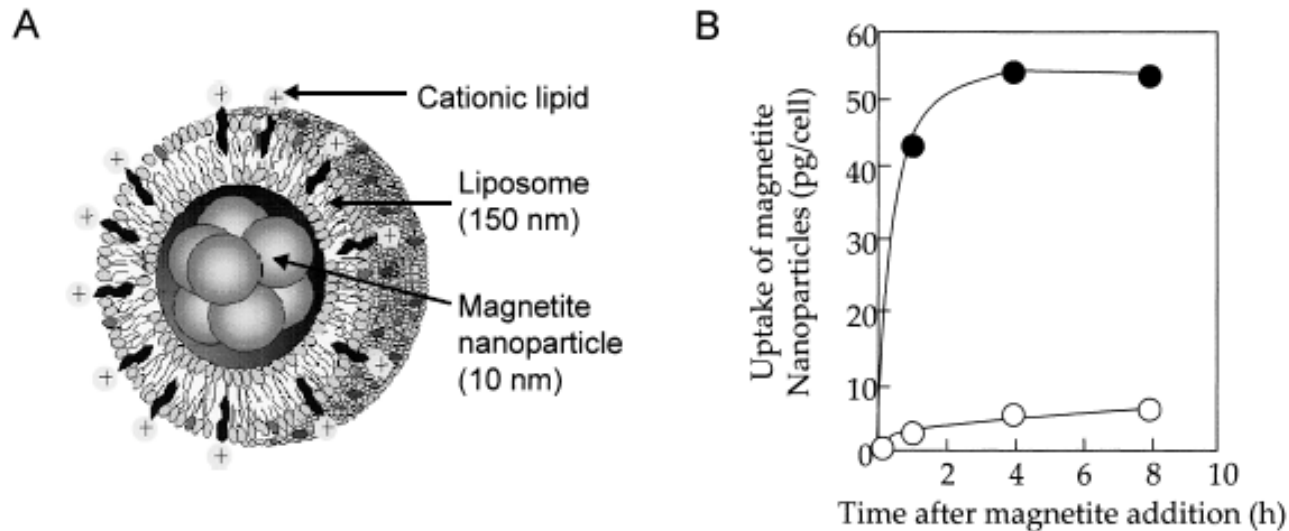 A
+ + + + + + + + + + + +
Cationic lipid
Liposome
(150 nm)
Magnetite
nanoparticle
(10 nm)
B
Uptake of magnetite
Nanoparticles (pg/cell)
60
50
40
30
20
10
0
2 4 6 8 10
Time after magnetite addition (h)